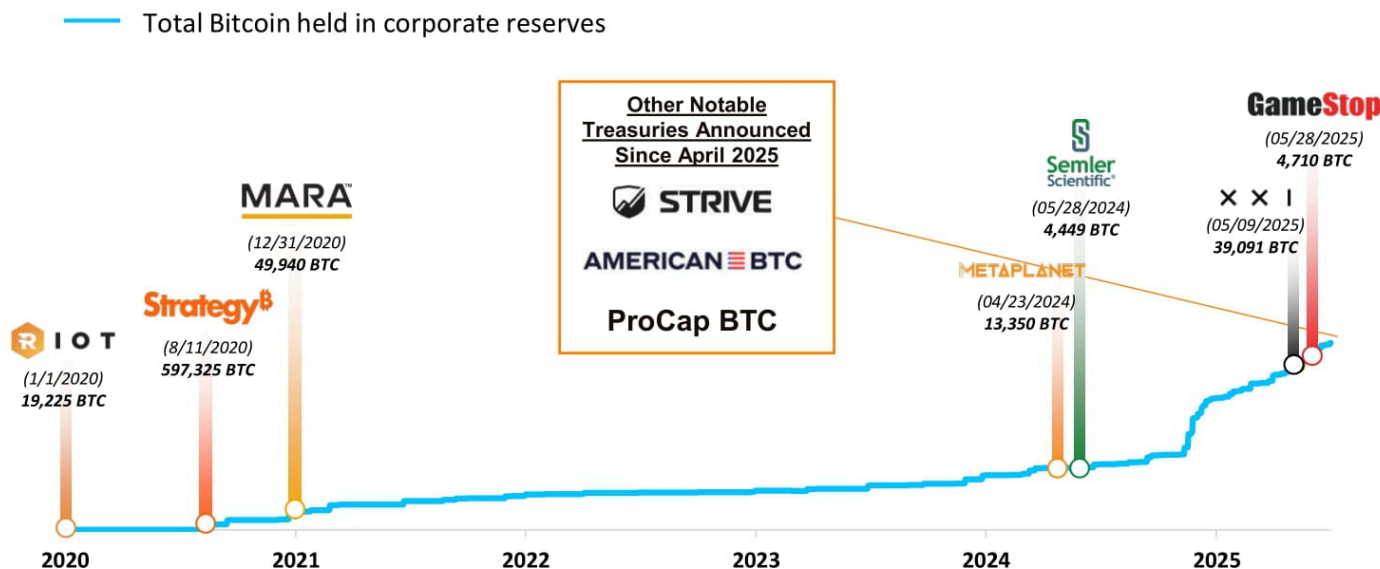 Total Bitcoin held in corporate reserves
Other Notable
Treasuries Announced
Since April 2025
STRIVE
AMERICAN BTC
ProCap BTC
RIOT
(1/1/2020)
19,225 BTC
Strategy₿
(8/11/2020)
597,325 BTC
MARA™
(12/31/2020)
49,940 BTC
METAPLANET
(04/23/2024)
13,350 BTC
Semler
Scientific®
(05/28/2024)
4,449 BTC
X X I
(05/09/2025)
39,091 BTC
GameStop
(05/28/2025)
4,710 BTC
2020 2021 2022 2023 2024 2025